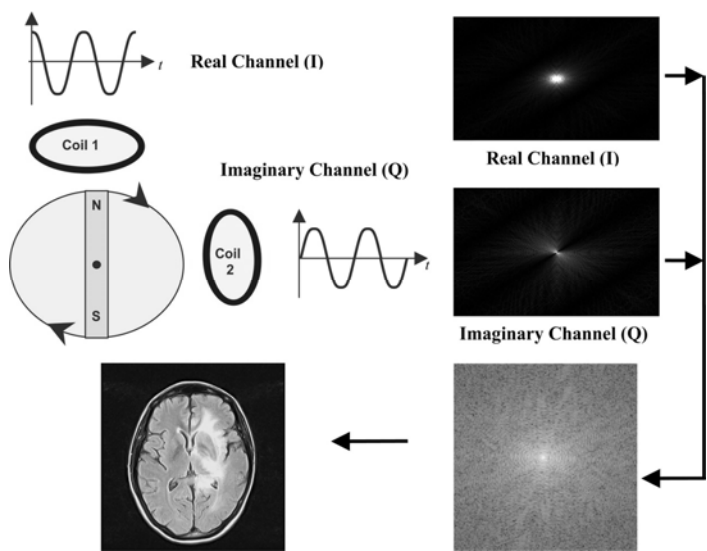 t
Real Channel (I)
Coil 1
Imaginary Channel (Q)
N
S
Coil
2
t
Real Channel (I)
Imaginary Channel (Q)